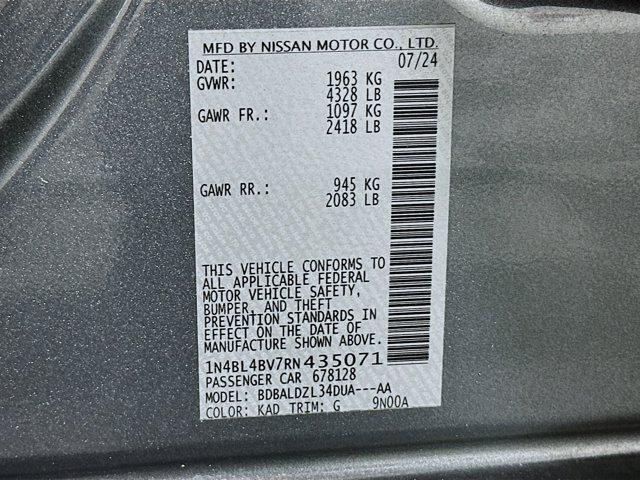 MFD BY NISSAN MOTOR CO., LTD.
DATE: 07/24
GVWR: 1963 KG
4328 LB
GAWR FR.: 1097 KG
2418 LB
GAWR RR.: 945 KG
2083 LB
THIS VEHICLE CONFORMS TO
ALL APPLICABLE FEDERAL
MOTOR VEHICLE SAFETY,
BUMPER, AND THEFT
PREVENTION STANDARDS IN
EFFECT ON THE DATE OF
MANUFACTURE SHOWN ABOVE.
1N4BL4BV7RN435071
PASSENGER CAR 678128
MODEL: BDBALDZL34DUA---AA
COLOR: KAD TRIM: G 9N00A